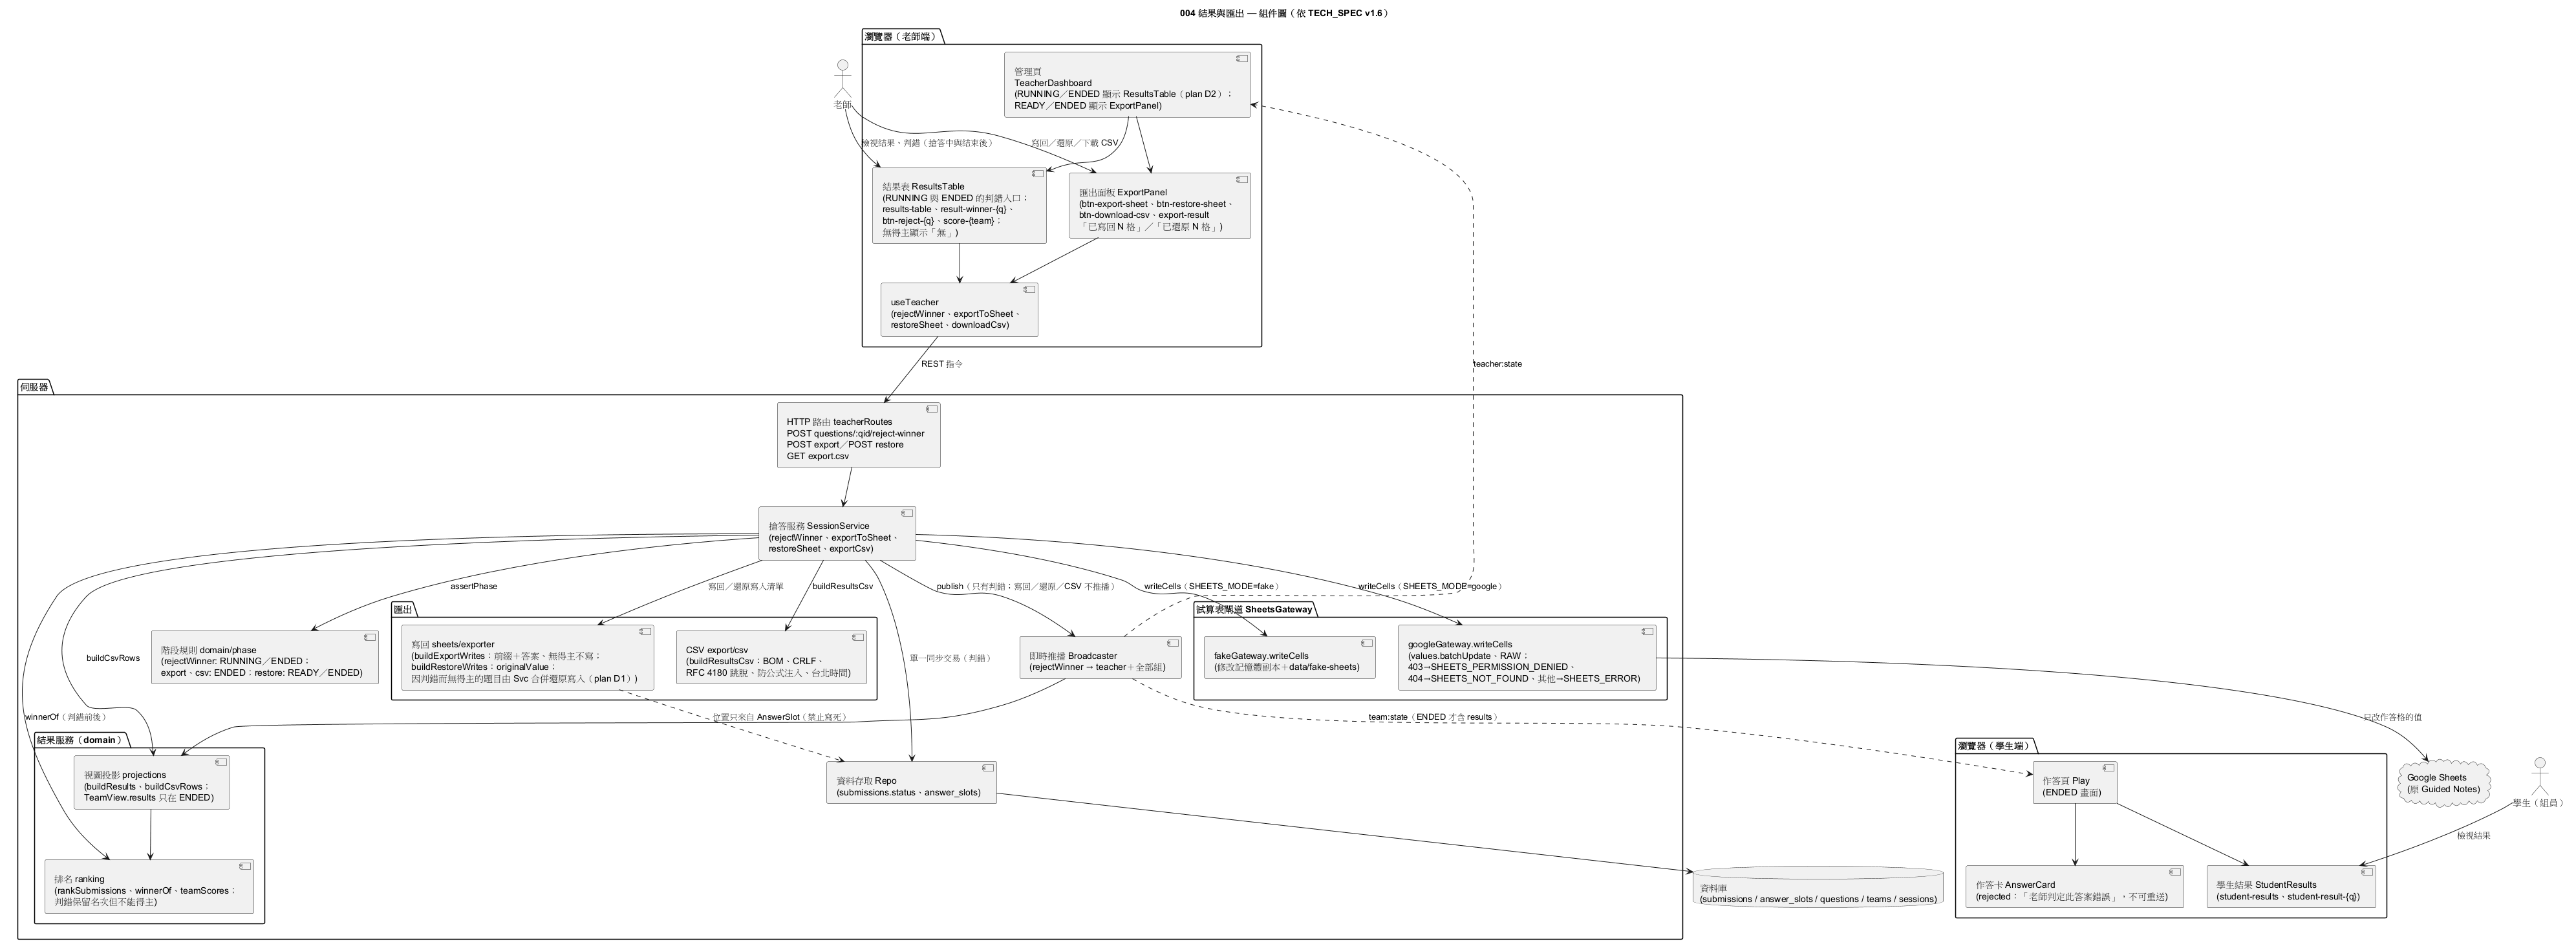 004 結果與匯出 — 組件圖（依 TECH_SPEC v1.6）
瀏覽器（老師端）
老師
管理頁
TeacherDashboard
(RUNNING／ENDED 顯示 ResultsTable（plan D2）；
READY／ENDED 顯示 ExportPanel)
檢視結果、判錯（搶答中與結束後）
寫回／還原／下載 CSV
結果表 ResultsTable
(RUNNING 與 ENDED 的判錯入口；
results-table、result-winner-{q}、
btn-reject-{q}、score-{team}；
無得主顯示「無」)
匯出面板 ExportPanel
(btn-export-sheet、btn-restore-sheet、
btn-download-csv、export-result
「已寫回 N 格」／「已還原 N 格」)
useTeacher
(rejectWinner、exportToSheet、
restoreSheet、downloadCsv)
REST 指令
teacher:state
伺服器
HTTP 路由 teacherRoutes
POST questions/:qid/reject-winner
POST export／POST restore
GET export.csv
搶答服務 SessionService
(rejectWinner、exportToSheet、
restoreSheet、exportCsv)
assertPhase
寫回／還原寫入清單
buildResultsCsv
publish（只有判錯；寫回／還原／CSV 不推播）
writeCells（SHEETS_MODE=fake）
writeCells（SHEETS_MODE=google）
buildCsvRows
單一同步交易（判錯）
winnerOf（判錯前後）
階段規則 domain/phase
(rejectWinner: RUNNING／ENDED；
export、csv: ENDED；restore: READY／ENDED)
匯出
寫回 sheets/exporter
(buildExportWrites：前綴＋答案、無得主不寫；
buildRestoreWrites：originalValue；
因判錯而無得主的題目由 Svc 合併還原寫入（plan D1）)
CSV export/csv
(buildResultsCsv：BOM、CRLF、
RFC 4180 跳脫、防公式注入、台北時間)
即時推播 Broadcaster
(rejectWinner → teacher＋全部組)
試算表閘道 SheetsGateway
fakeGateway.writeCells
(修改記憶體副本＋data/fake-sheets)
googleGateway.writeCells
(values.batchUpdate、RAW；
403→SHEETS_PERMISSION_DENIED、
404→SHEETS_NOT_FOUND、其他→SHEETS_ERROR)
位置只來自 AnswerSlot（禁止寫死）
team:state（ENDED 才含 results）
只改作答格的值
結果服務（domain）
視圖投影 projections
(buildResults、buildCsvRows；
TeamView.results 只在 ENDED)
排名 ranking
(rankSubmissions、winnerOf、teamScores；
判錯保留名次但不能得主)
資料存取 Repo
(submissions.status、answer_slots)
資料庫
(submissions / answer_slots / questions / teams / sessions)
瀏覽器（學生端）
作答頁 Play
(ENDED 畫面)
作答卡 AnswerCard
(rejected：「老師判定此答案錯誤」，不可重送)
學生結果 StudentResults
(student-results、student-result-{q})
Google Sheets
(原 Guided Notes)
學生（組員）
檢視結果